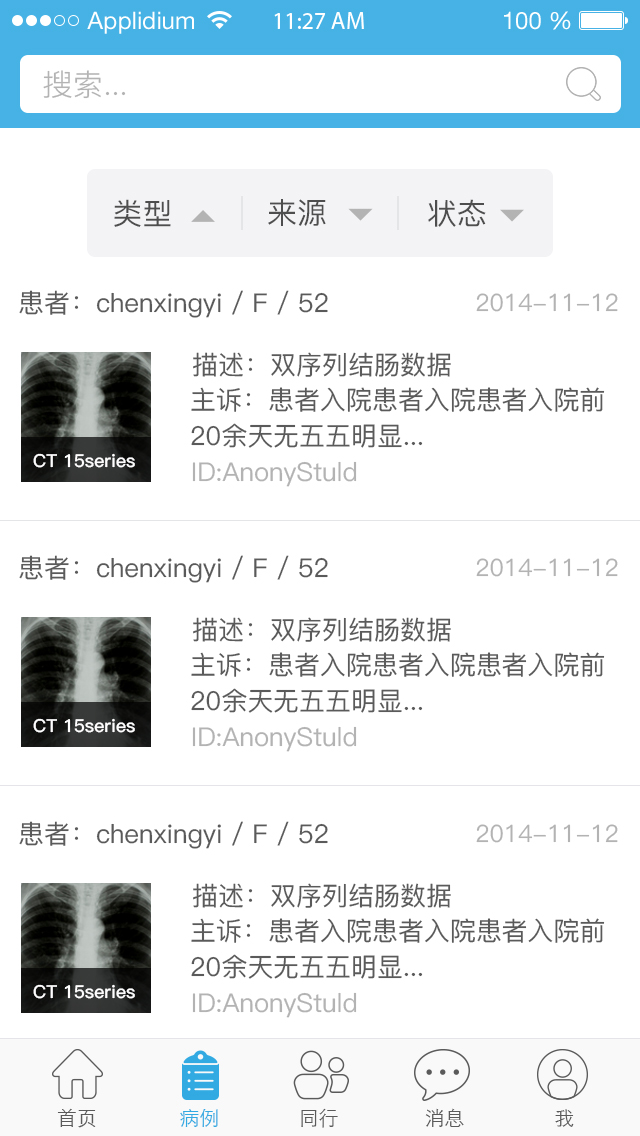 Applidium 11:27 AM 100 %
搜索...
类型 来源 状态
患者：chenxingyi / F / 52 2014-11-12
描述：双序列结肠数据
主诉：患者入院患者入院患者入院前
20余天无五五明显...
CT 15series
ID:AnonyStuld
患者：chenxingyi / F / 52 2014-11-12
描述：双序列结肠数据
主诉：患者入院患者入院患者入院前
20余天无五五明显...
CT 15series
ID:AnonyStuld
患者：chenxingyi / F / 52 2014-11-12
描述：双序列结肠数据
主诉：患者入院患者入院患者入院前
20余天无五五明显...
CT 15series
ID:AnonyStuld
首页 病例 同行 消息 我